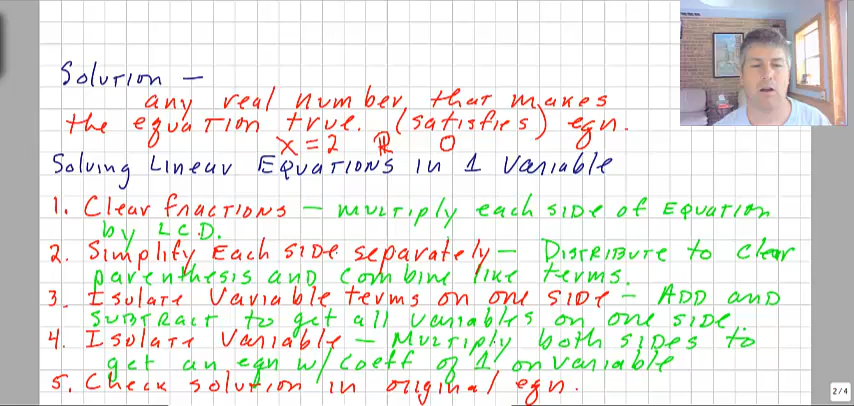 Solution —
any real number that makes
the equation true. (satisfies) eqn.
x = 2 ℝ O
Solving Linear Equations in 1 Variable
1. Clear fractions — multiply each side of Equation
by L.C.D.
2. Simplify Each side separately — Distribute to clear
parenthesis and combine like terms.
3. Isolate Variable terms on one side — ADD and
SUBTRACT to get all variables on one side.
4. Isolate Variable — Multiply both sides to
get an eqn w/ coeff of 1 on variable
5. Check solution in original eqn.
2/4